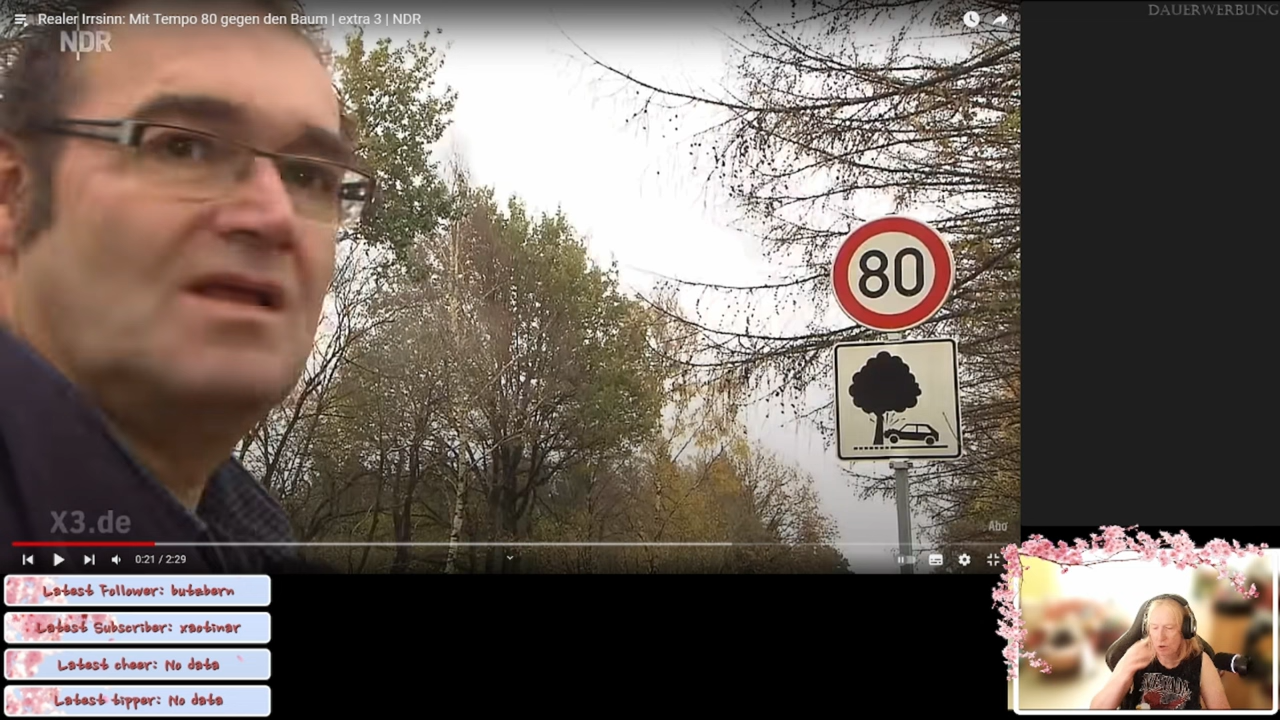 Realer Irrsinn: Mit Tempo 80 gegen den Baum | extra 3 | NDR
DAUERWERBUNG
NDR
80
X3.de
Abo
0:21 / 2:29
Latest Follower: butabern
Latest Subscriber: xaotinar
Latest cheer: No data
Latest tipper: No data